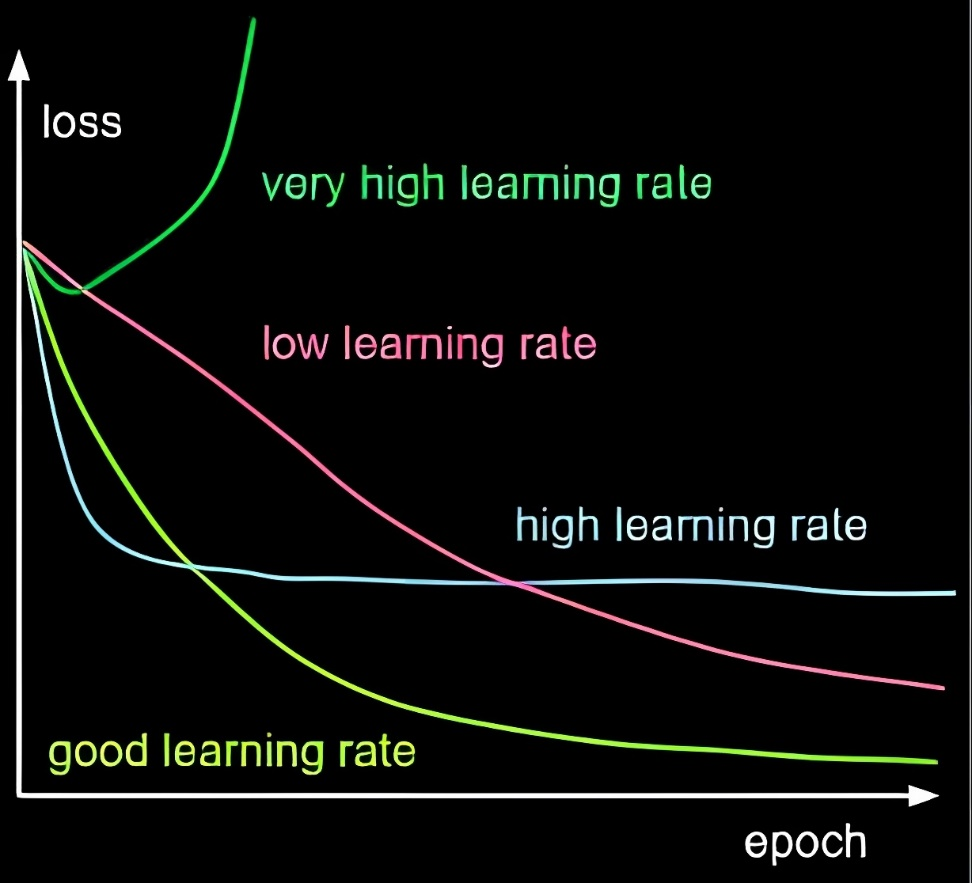 loss
very high learning rate
low learning rate
high learning rate
good learning rate
epoch